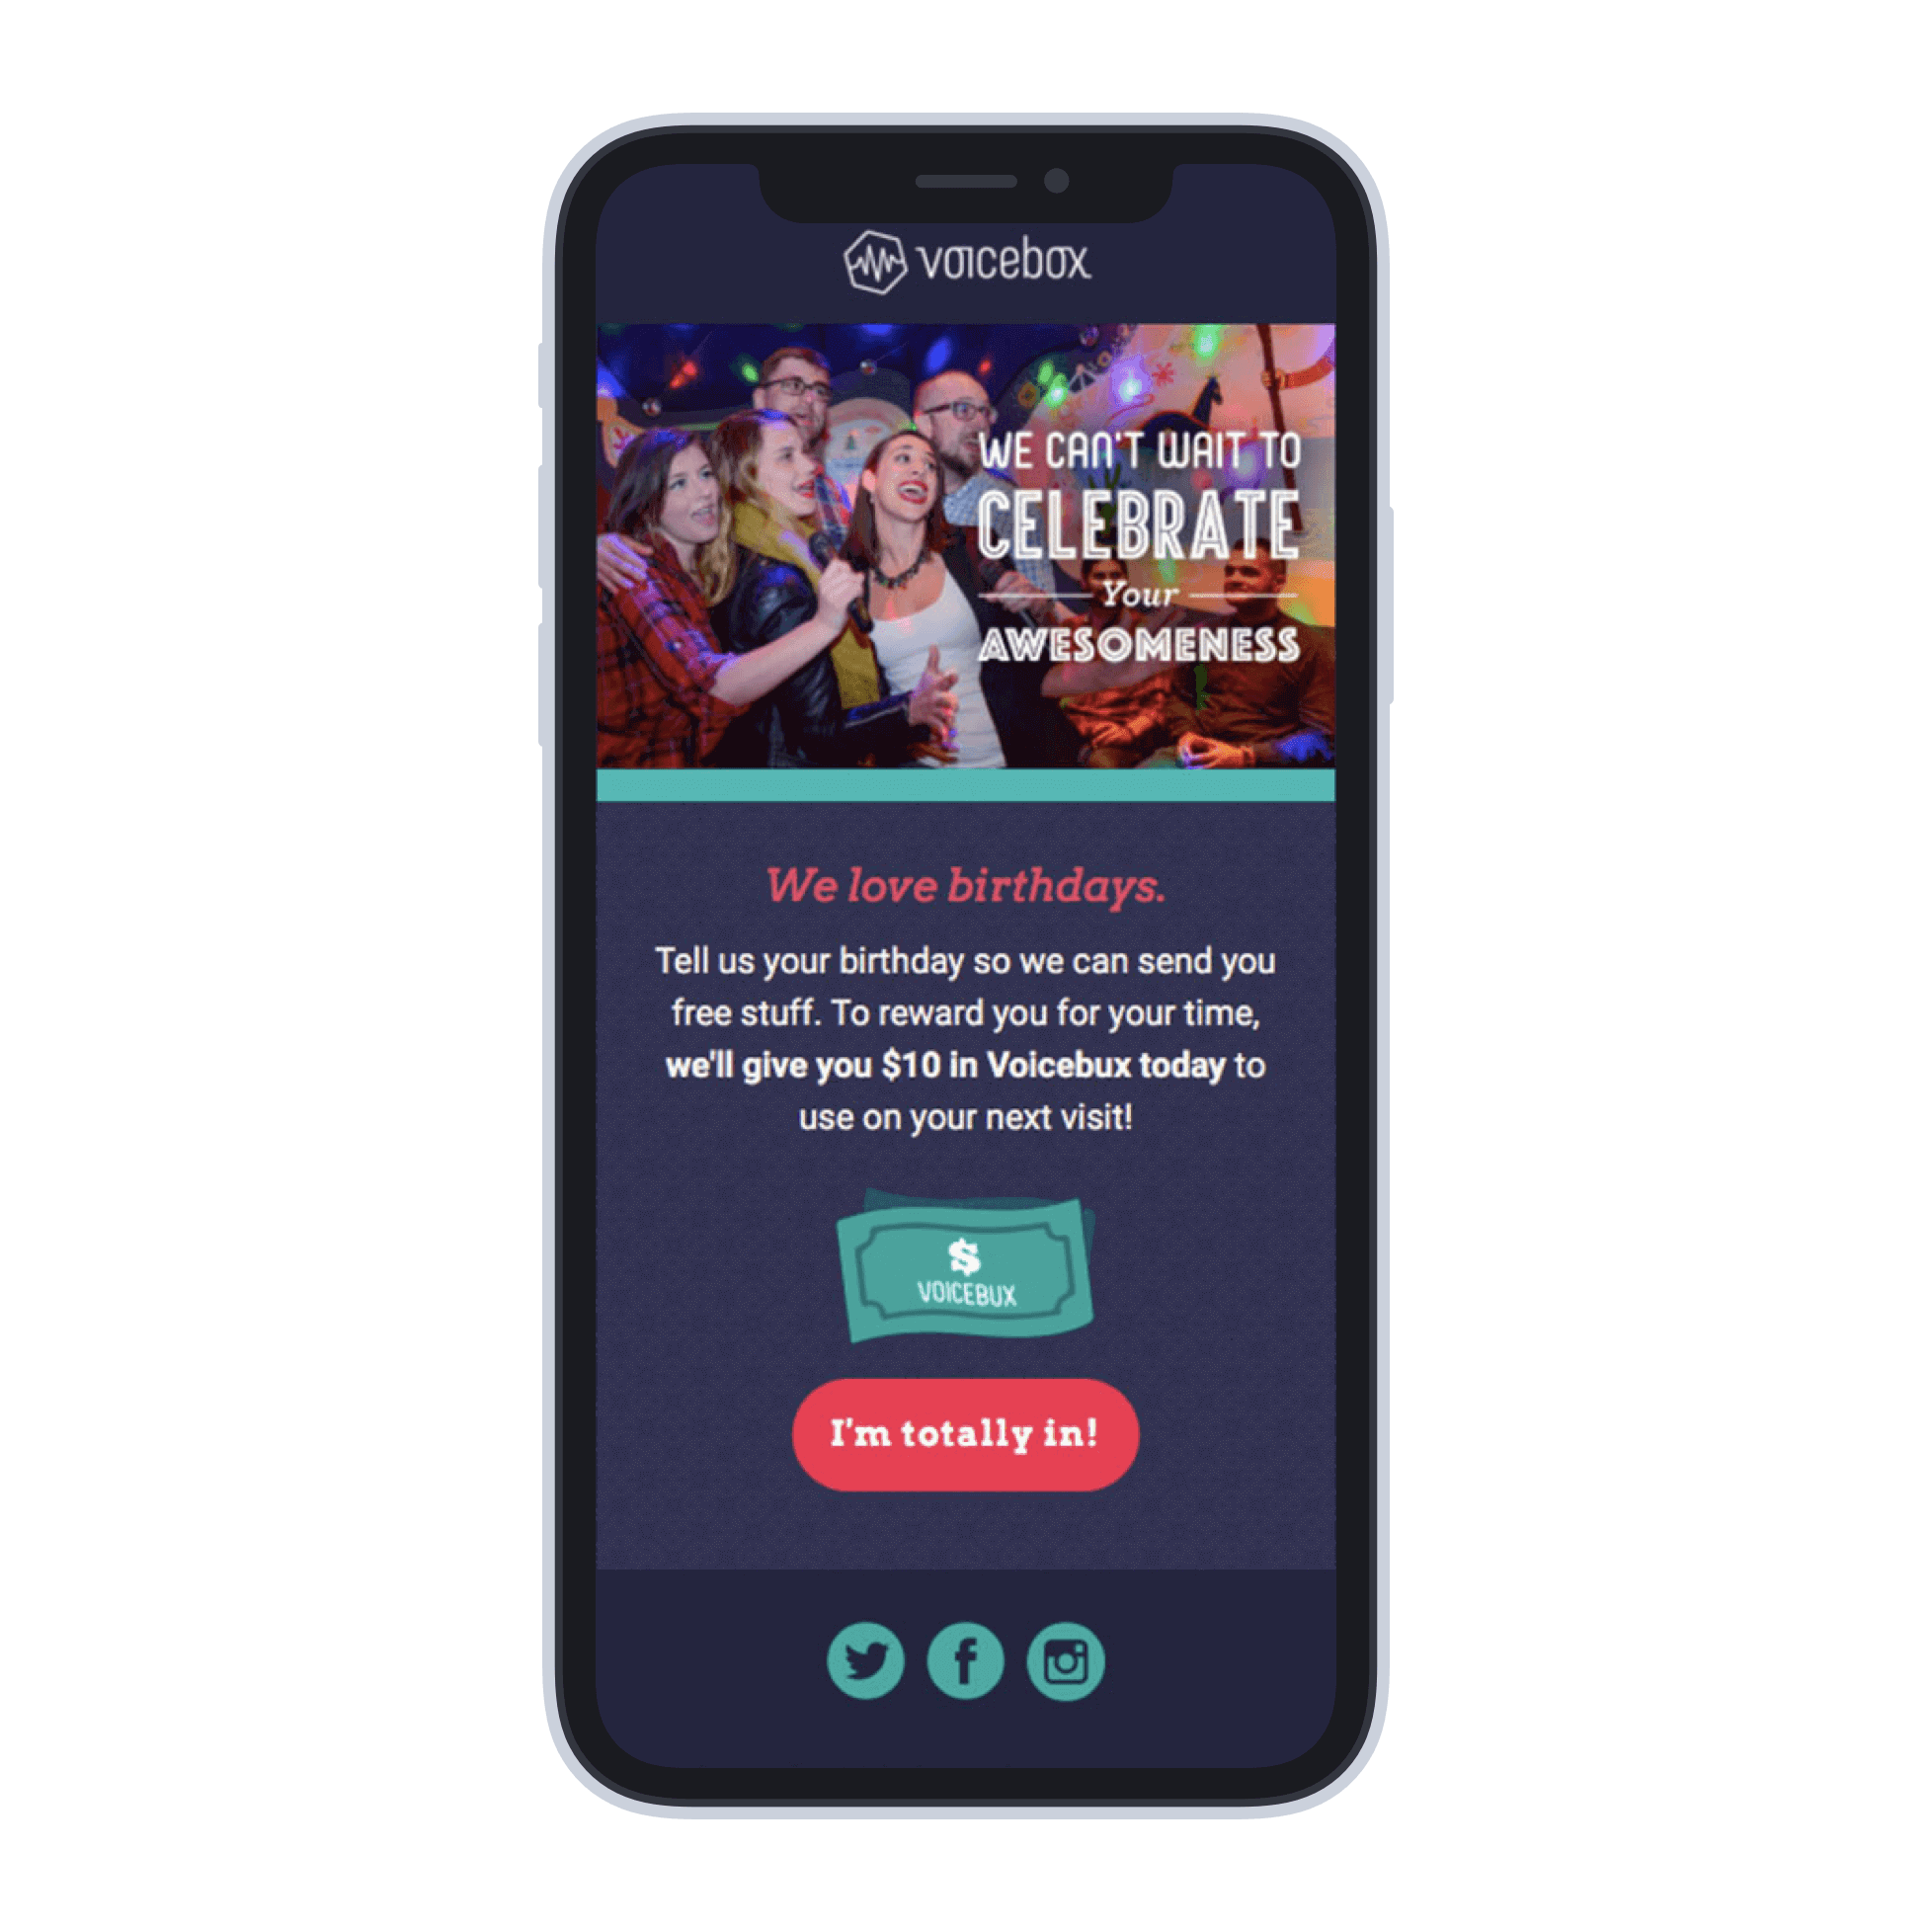 voicebox
WE CAN'T WAIT TO
CELEBRATE
Your
AWESOMENESS
We love birthdays.
Tell us your birthday so we can send you
free stuff. To reward you for your time,
we'll give you $10 in Voicebux today to
use on your next visit!
$
VOICEBUX
I'm totally in!